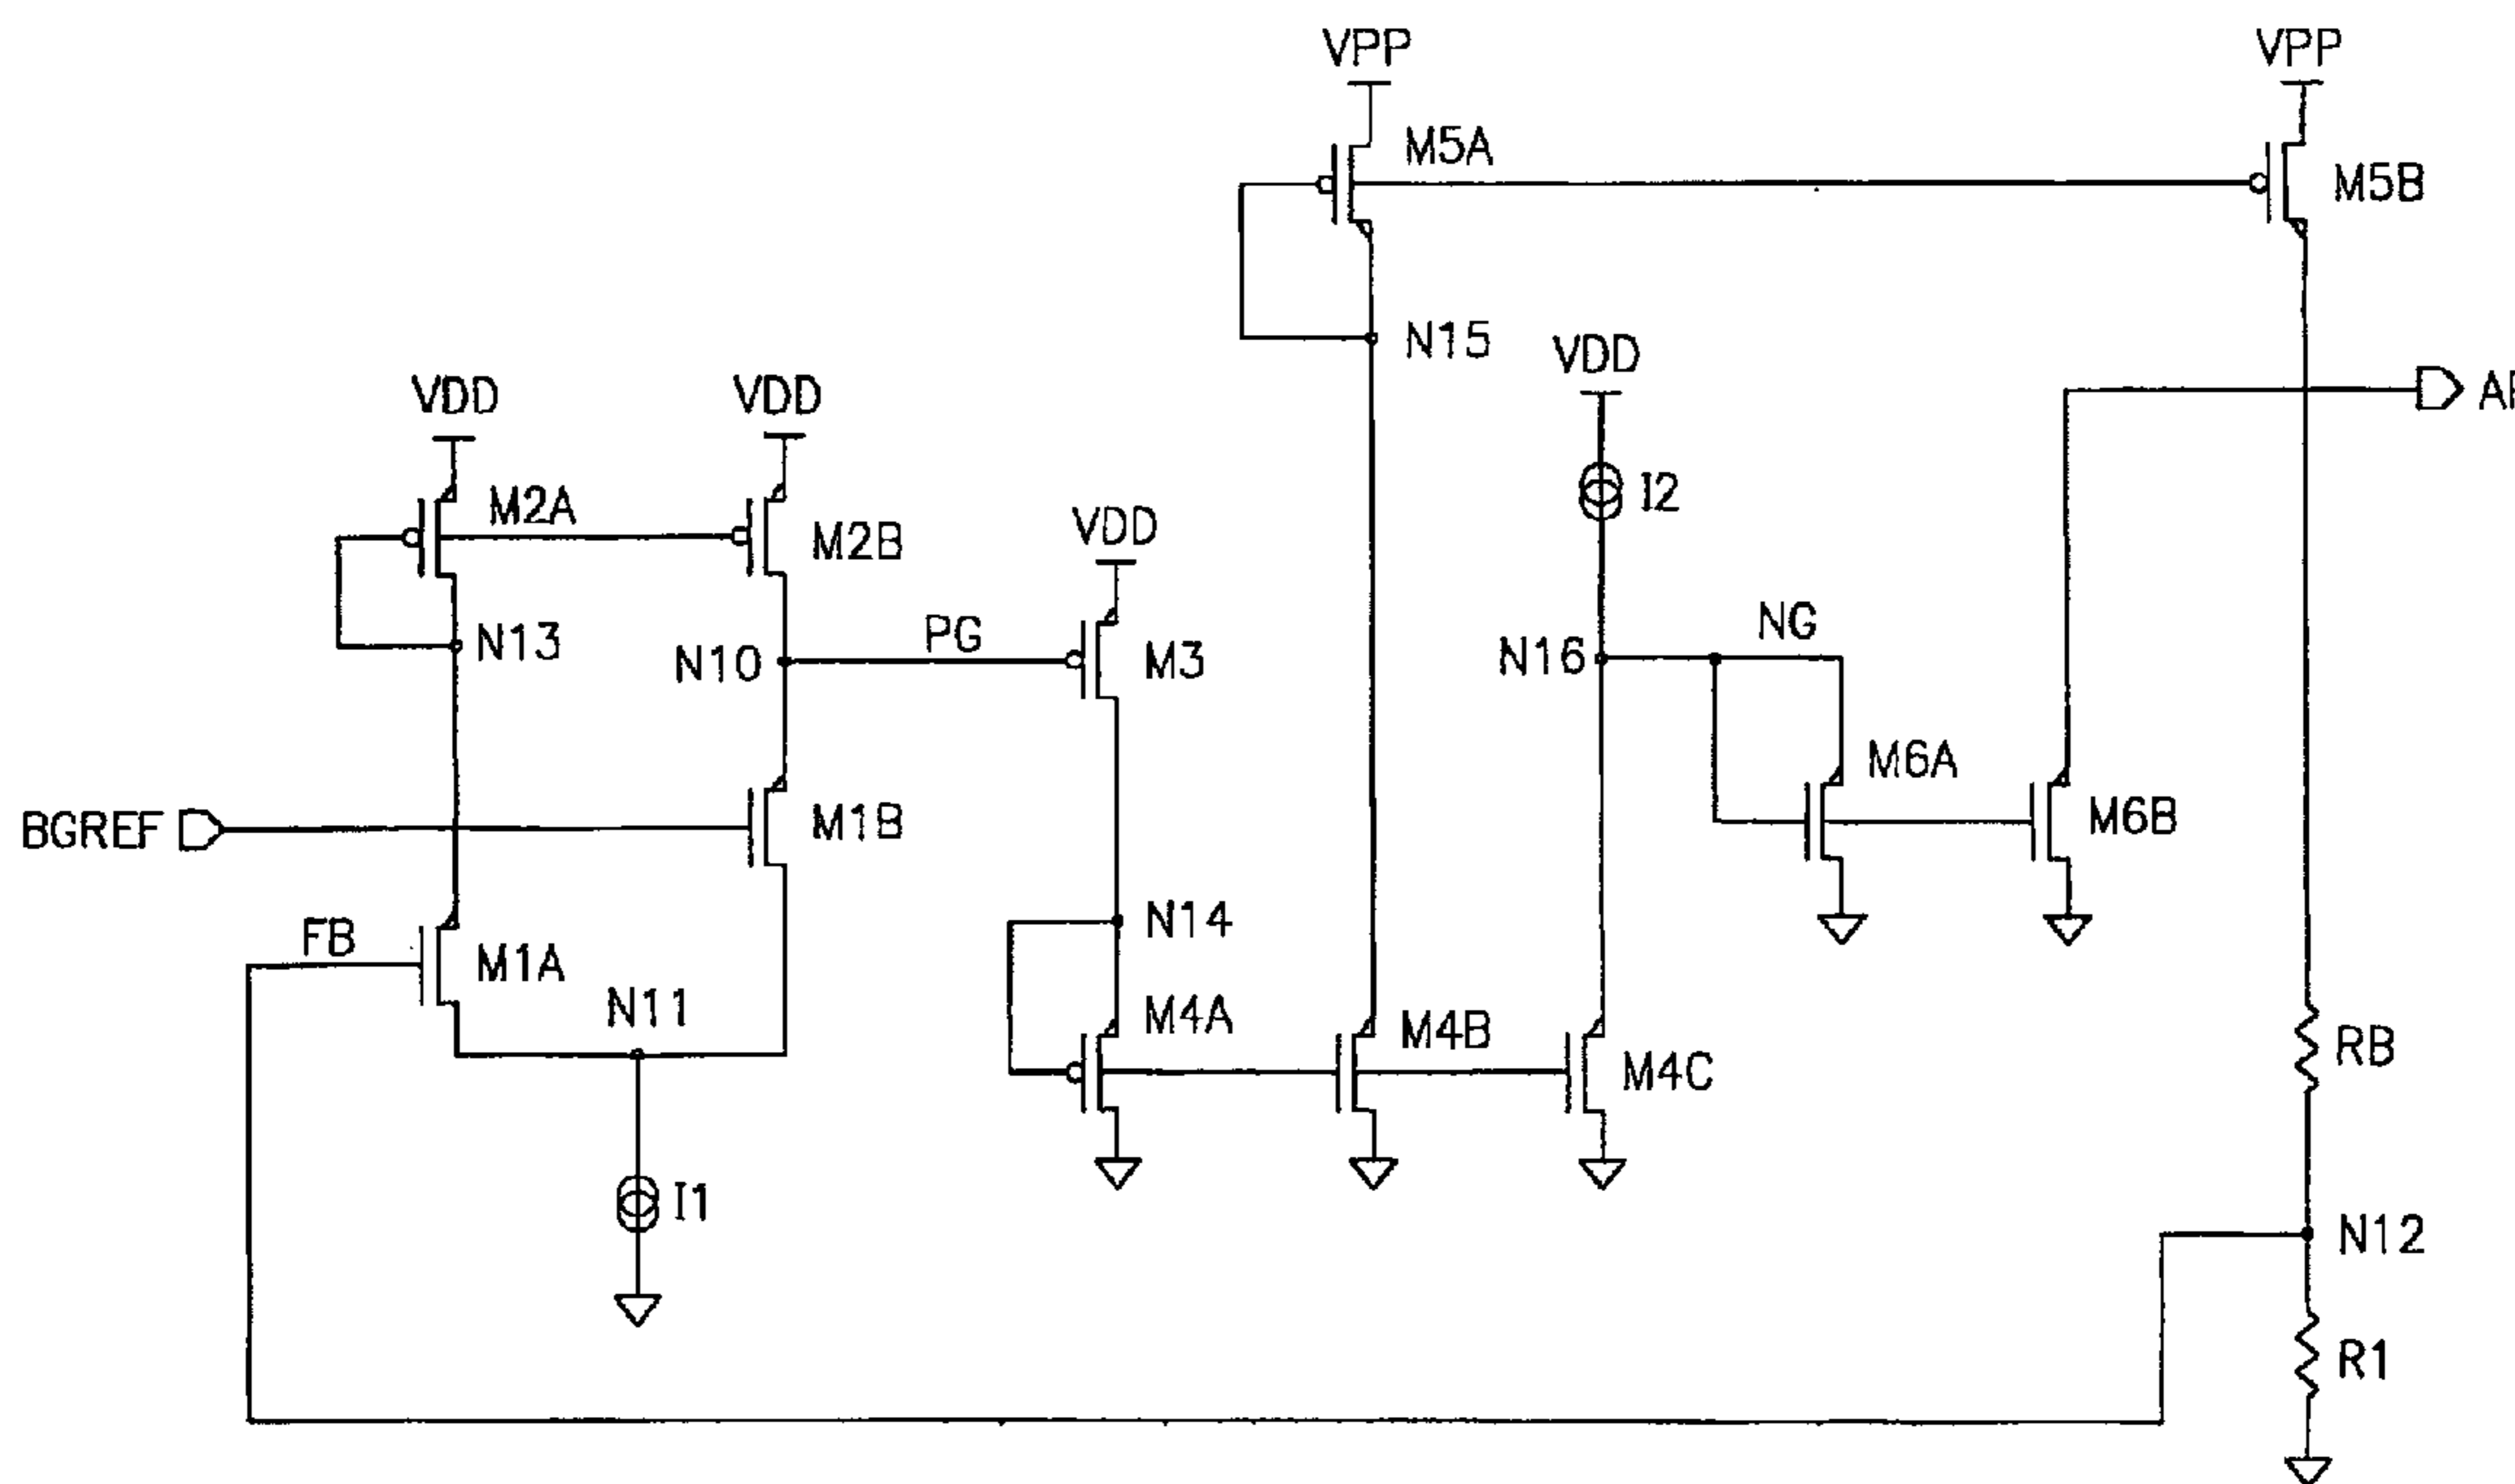 VPP
VPP
M5A
M5B
N15
VDD
VDD
VDD
I2
M2A
M2B
VDD
N13
N10
PG
M3
N16
NG
M6A
M6B
BGREF
M1B
FB
M1A
N14
N11
M4A
M4B
M4C
RB
I1
N12
R1